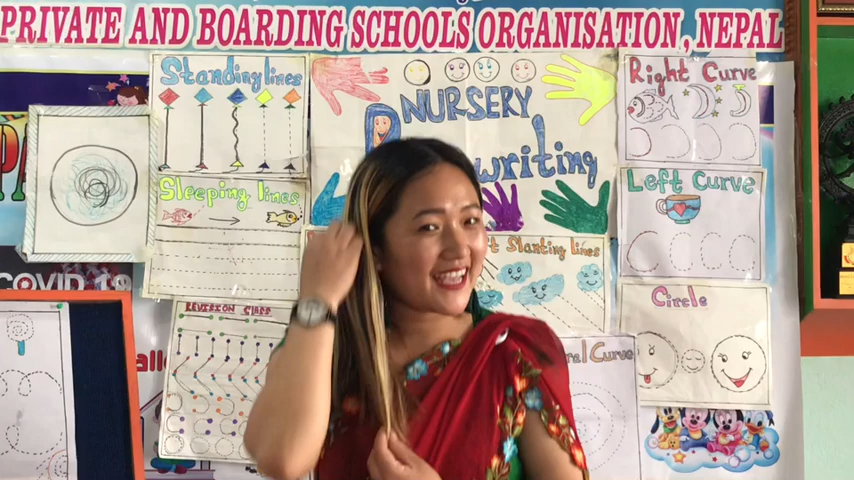 PRIVATE AND BOARDING SCHOOLS ORGANISATION, NEPAL
Standing lines
NURSERY
writing
Right Curve
Sleeping lines
Left Curve
Slanting lines
Circle
REVISION CLASS
Curve
COVID 19